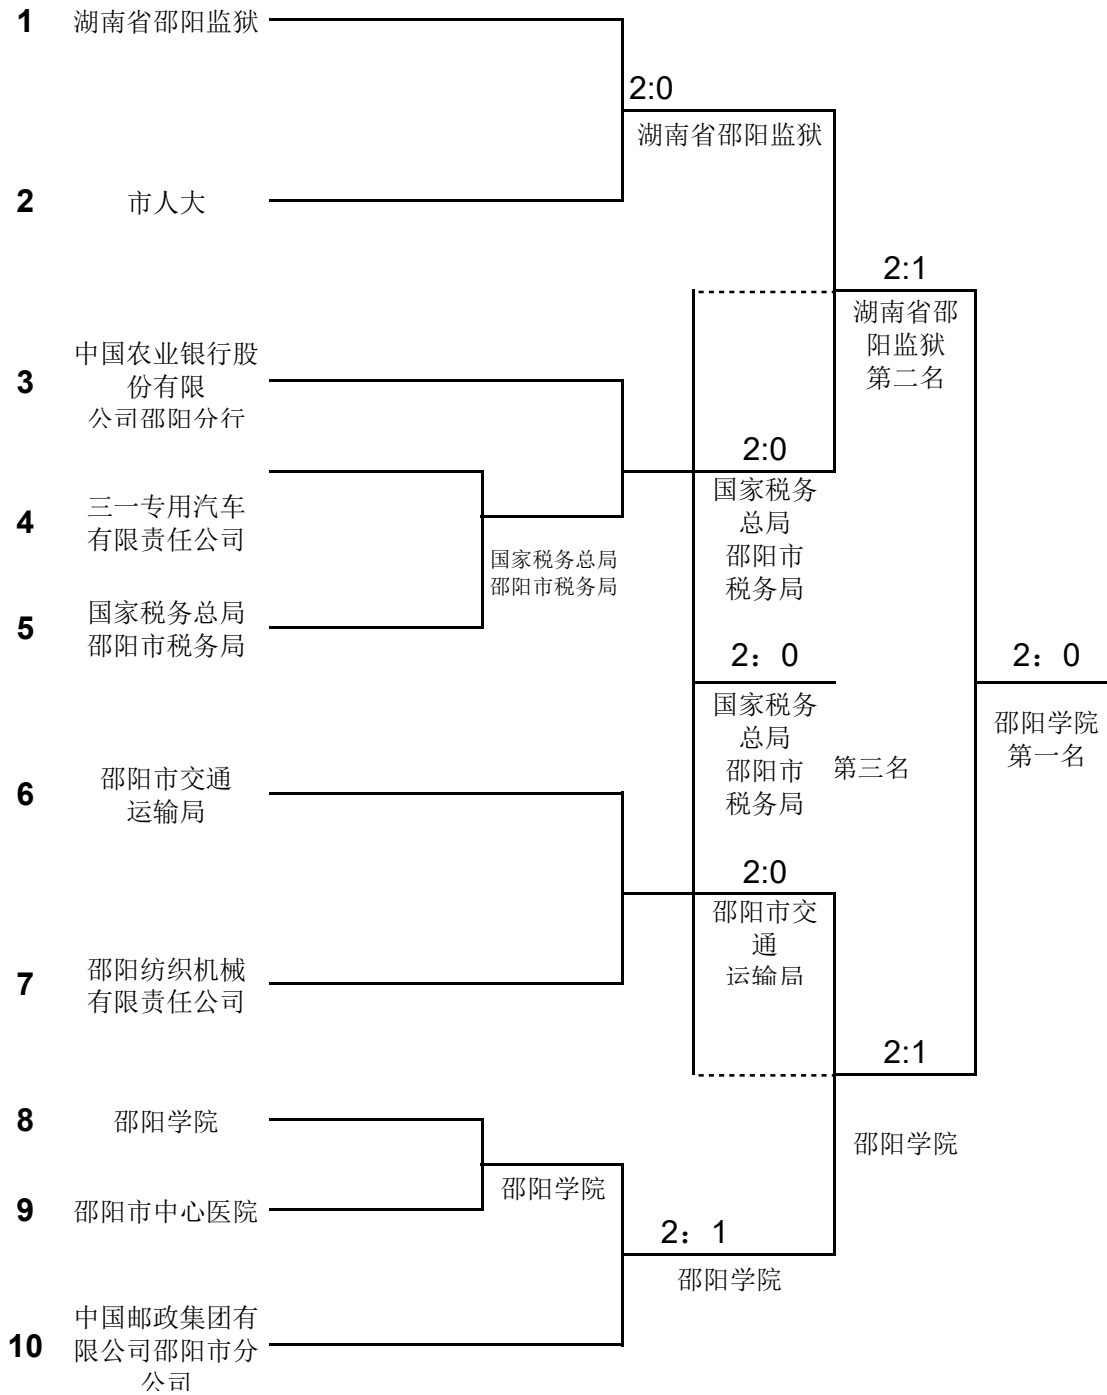 1
湖南省邵阳监狱
2:0
湖南省邵阳监狱
2
市人大
2:1
湖南省邵
阳监狱
第二名
3
中国农业银行股
份有限
公司邵阳分行
2:0
国家税务
总局
邵阳市
税务局
4
三一专用汽车
有限责任公司
国家税务总局
邵阳市税务局
5
国家税务总局
邵阳市税务局
2：0
国家税务
总局
邵阳市
税务局
第三名
2：0
邵阳学院
第一名
6
邵阳市交通
运输局
2:0
邵阳市交
通
运输局
7
邵阳纺织机械
有限责任公司
2:1
邵阳学院
8
邵阳学院
邵阳学院
9
邵阳市中心医院
2：1
邵阳学院
10
中国邮政集团有
限公司邵阳市分
公司